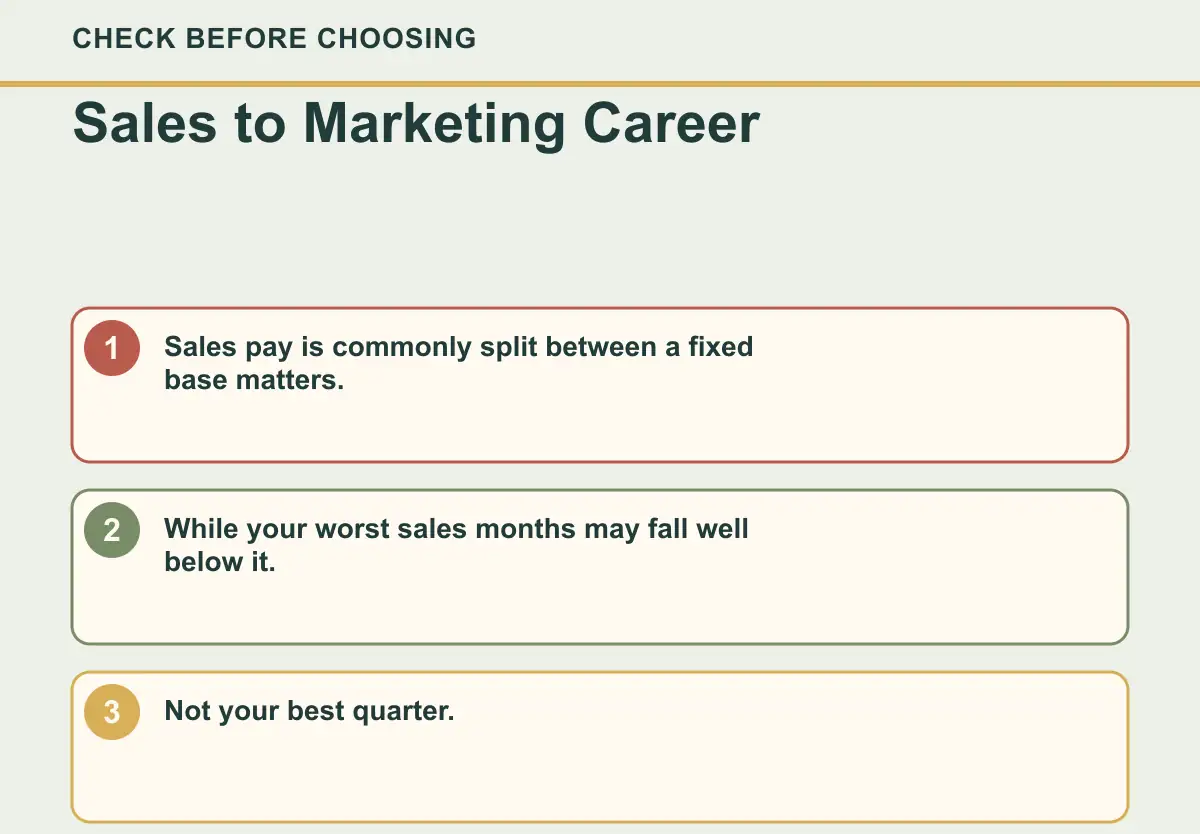 CHECK BEFORE CHOOSING
Sales to Marketing Career
1
Sales pay is commonly split between a fixed
base matters.
2
While your worst sales months may fall well
below it.
3
Not your best quarter.